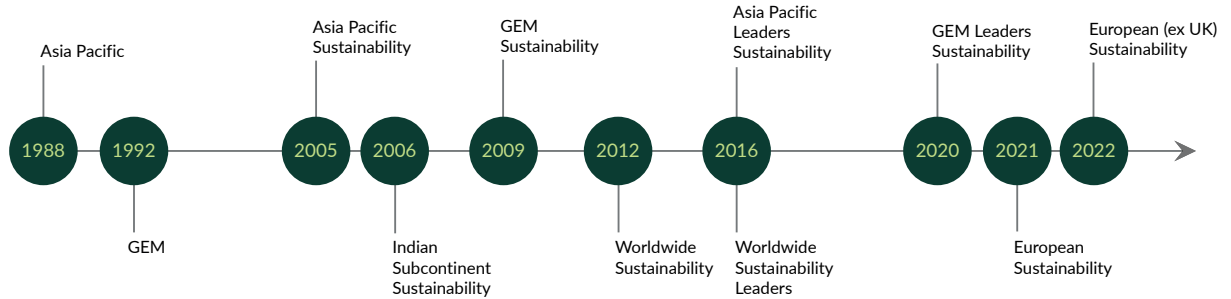 Asia Pacific
Asia Pacific
Sustainability
GEM
Sustainability
Asia Pacific
Leaders
Sustainability
GEM Leaders
Sustainability
European (ex UK)
Sustainability
1988
1992
2005
2006
2009
2012
2016
2020
2021
2022
GEM
Indian
Subcontinent
Sustainability
Worldwide
Sustainability
Worldwide
Sustainability
Leaders
European
Sustainability